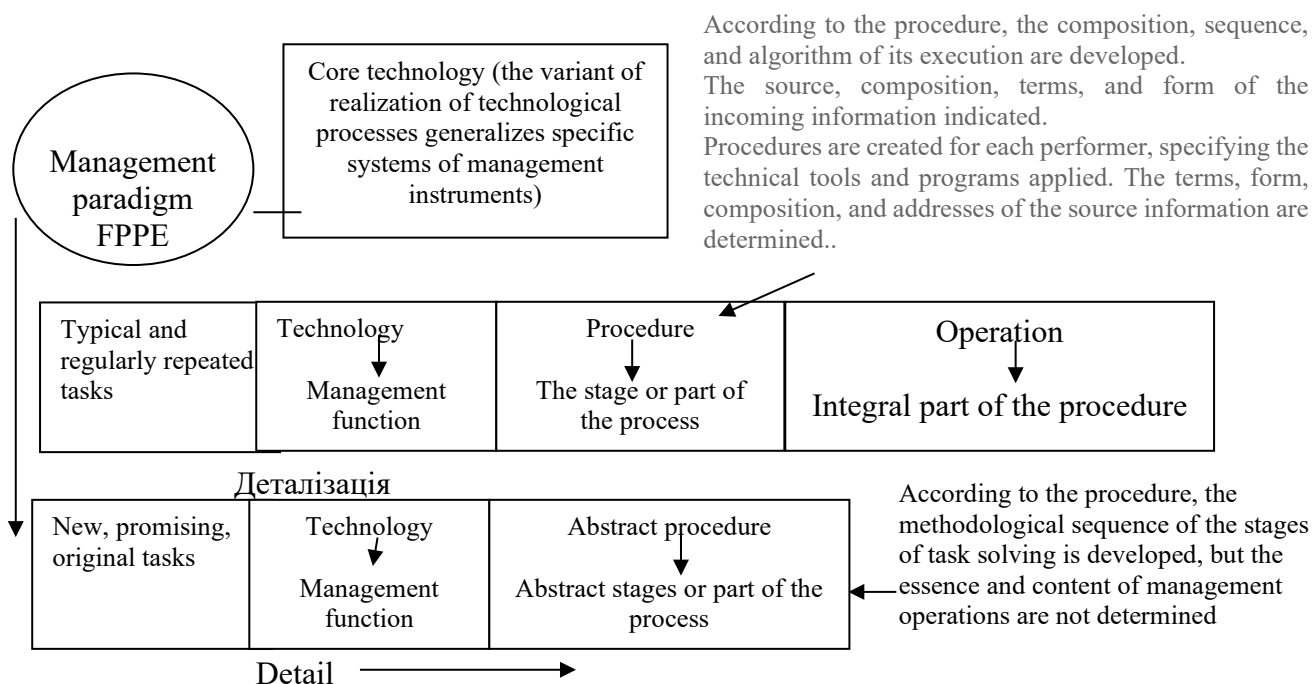 According to the procedure, the composition, sequence,
and algorithm of its execution are developed.
The source, composition, terms, and form of the
incoming information indicated.
Procedures are created for each performer, specifying the
technical tools and programs applied. The terms, form,
composition, and addresses of the source information are
determined..
Core technology (the variant of
realization of technological
processes generalizes specific
systems of management
instruments)
Management
paradigm
FPPE
Typical and
regularly repeated
tasks
Technology
Management
function
Procedure
The stage or part of
the process
Operation
Integral part of the procedure
Деталізація
New, promising,
original tasks
Technology
Management
function
Abstract procedure
Abstract stages or part of the
process
According to the procedure, the
methodological sequence of the stages
of task solving is developed, but the
essence and content of management
operations are not determined
Detail